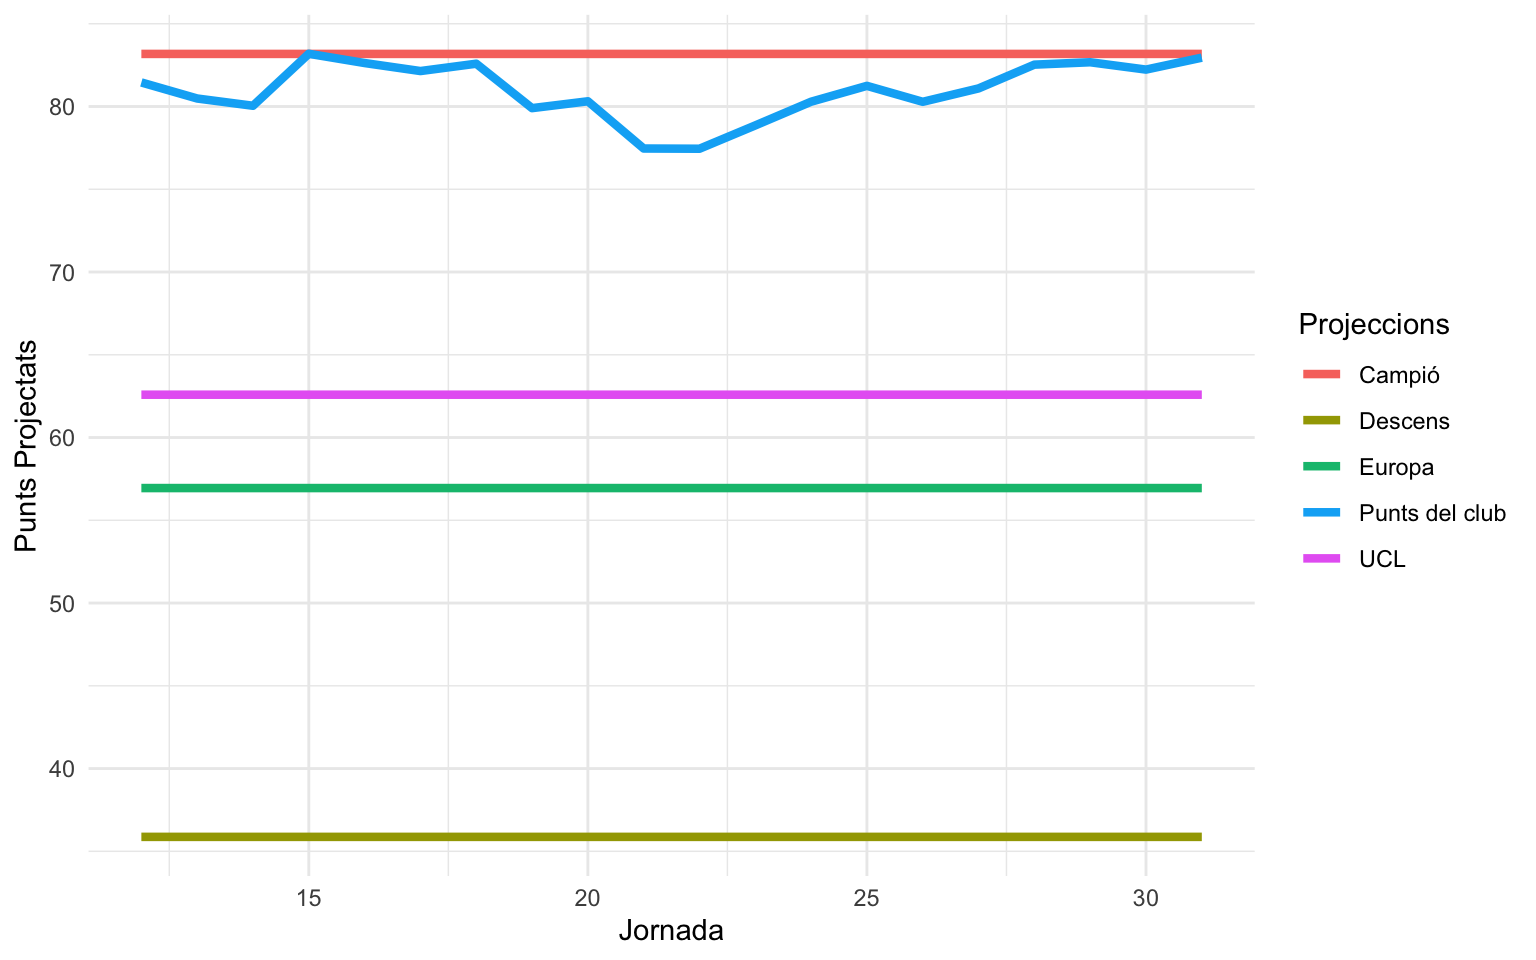 80
70
60
50
40
Punts Projectats
15
20
25
30
Jornada
Projeccions
Campió
Descens
Europa
Punts del club
UCL